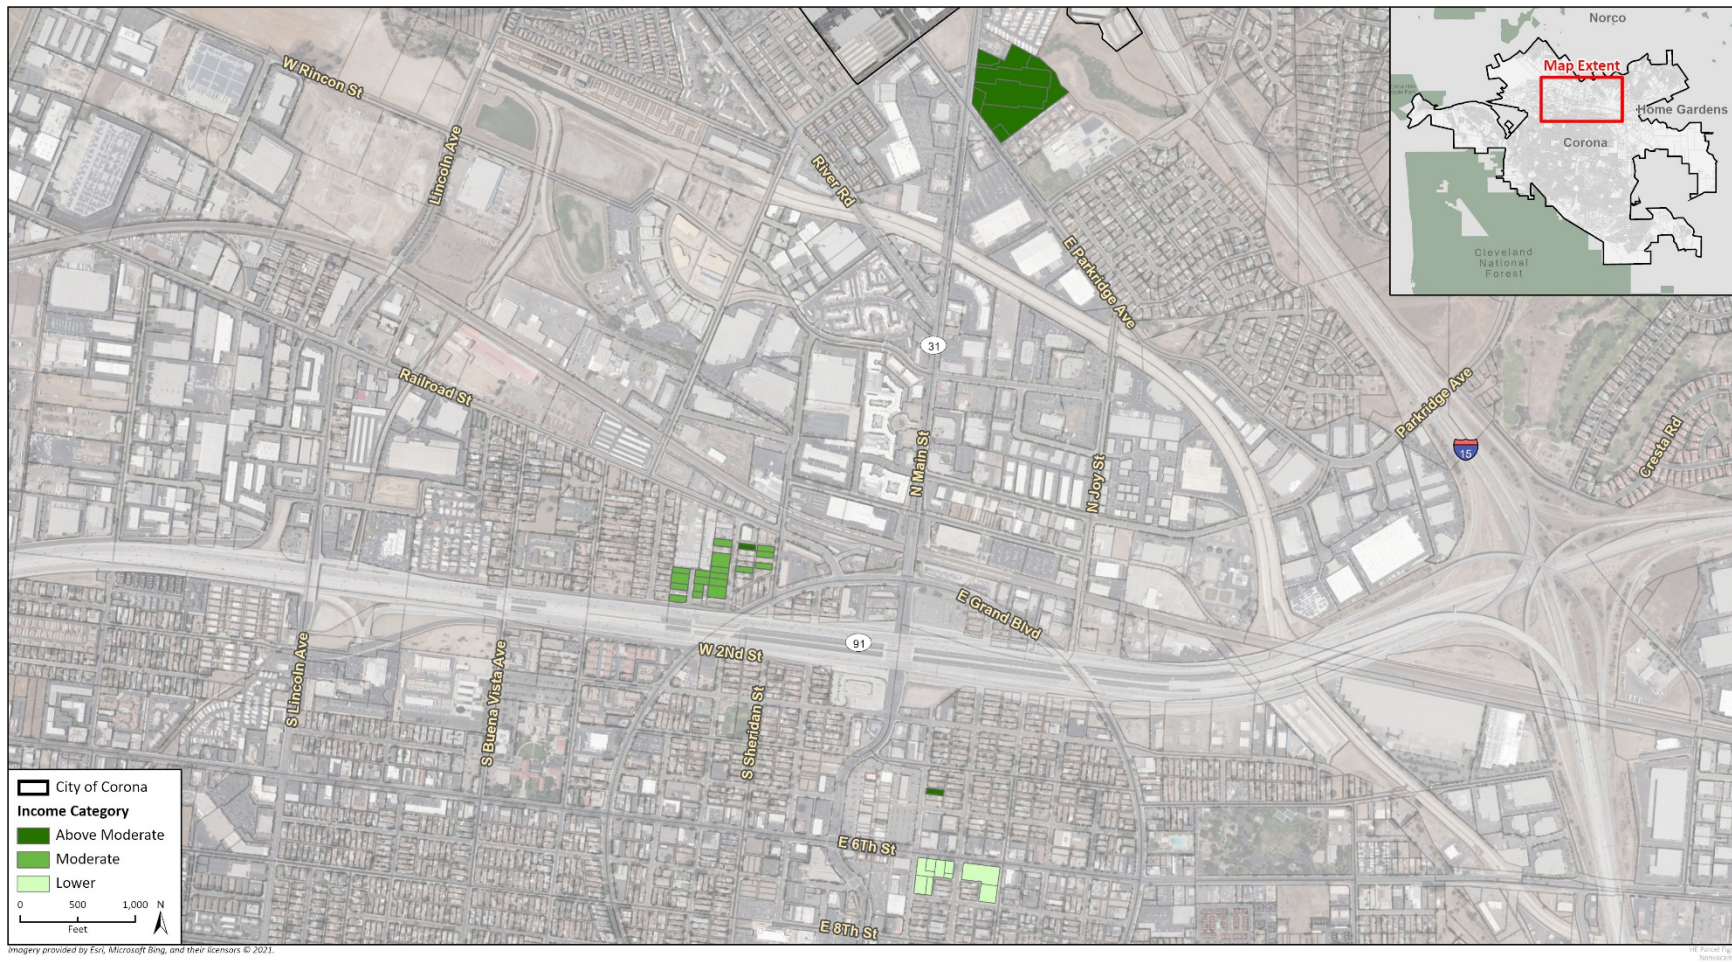 Norco
Map Extent
Home Gardens
Corona
Cleveland
National
Forest
W Rincon St
Lincoln Ave
River Rd
E Parkridge Ave
31
Railroad St
Parkridge Ave
Cresta Rd
15
N Main St
N Joy St
E Grand Blvd
91
W 2Nd St
S Lincoln Ave
S Buena Vista Ave
S Sheridan St
E 6Th St
E 8Th St
City of Corona
Income Category
Above Moderate
Moderate
Lower
0 500 1,000 N
Feet
Imagery provided by Esri, Microsoft Bing, and their licensors © 2021.